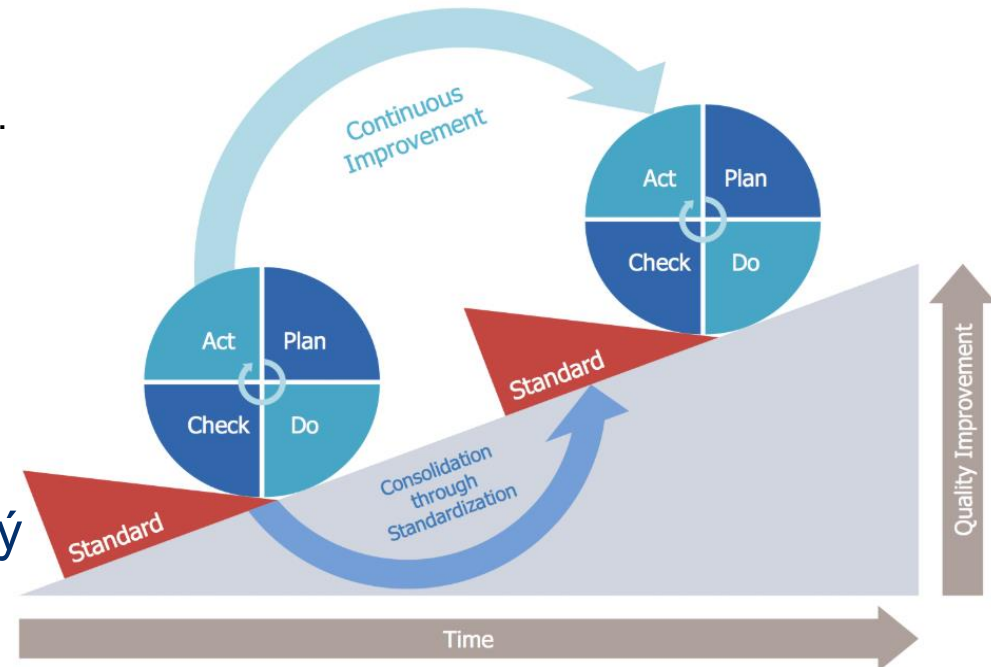 .
Continuous
Improvement
Act
Plan
Check
Do
Act
Plan
Check
Do
Standard
Standard
Consolidation
through
Standardization
ý
Quality Improvement
Time